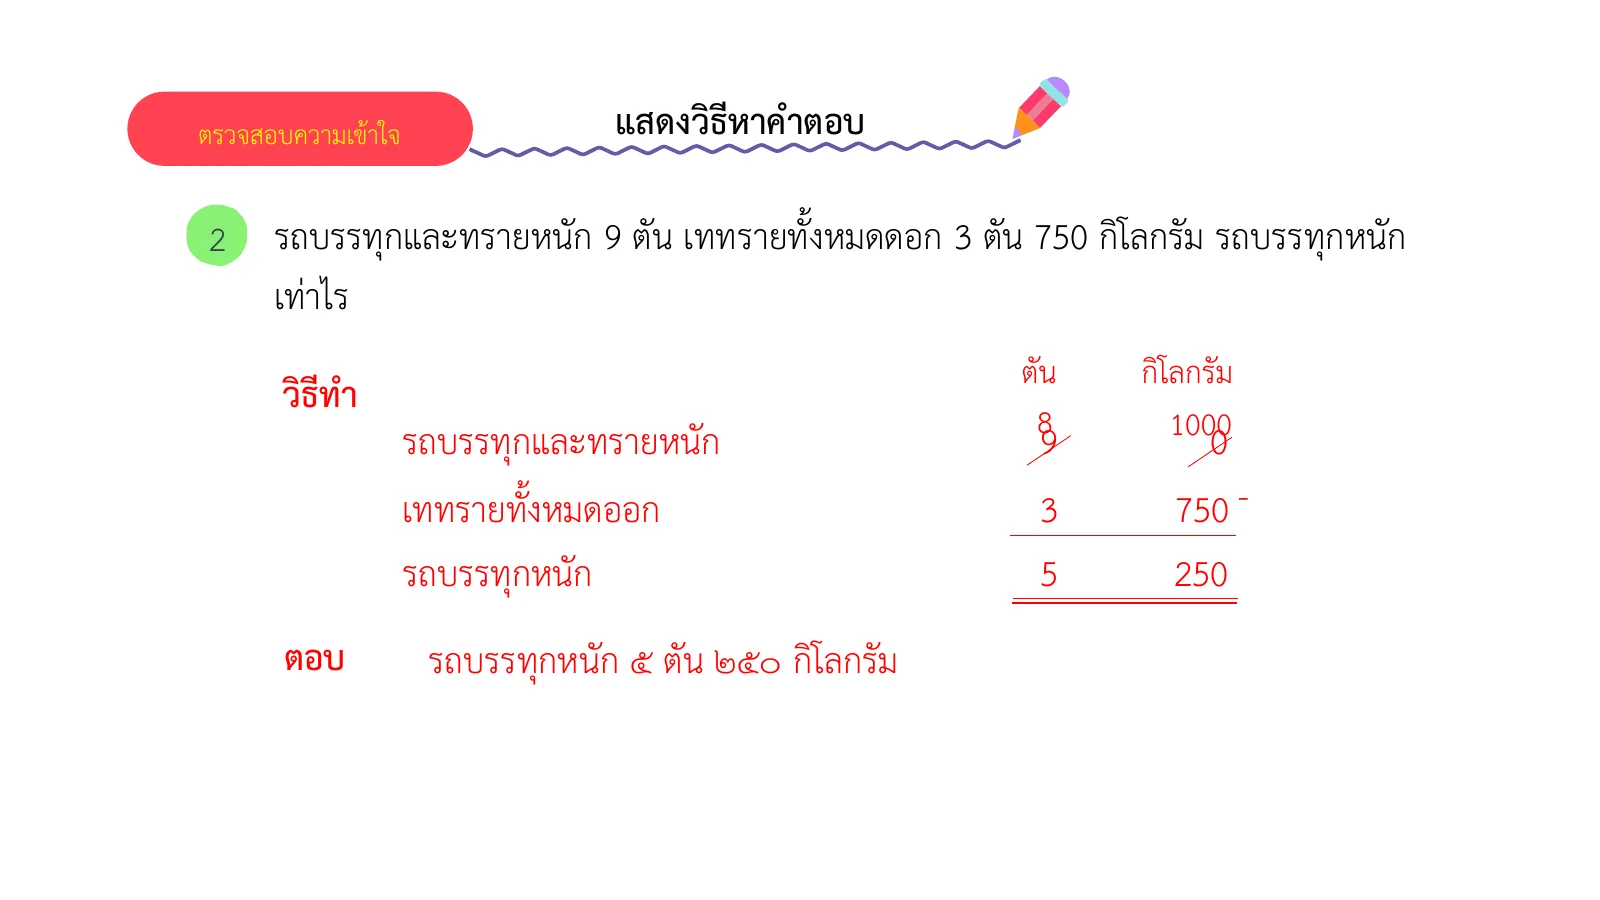 ตรวจสอบความเข้าใจ
แสดงวิธีหาคำตอบ
2 รถบรรทุกและทรายหนัก 9 ตัน เททรายทั้งหมดดอก 3 ตัน 750 กิโลกรัม รถบรรทุกหนัก
เท่าไร
ตัน กิโลกรัม
วิธีทำ
8 1000
รถบรรทุกและทรายหนัก 9 0
เททรายทั้งหมดออก 3 750 -
รถบรรทุกหนัก 5 250
ตอบ รถบรรทุกหนัก ๕ ตัน ๒๕๐ กิโลกรัม